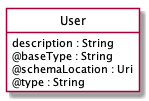 User
description : String
@baseType : String
@schemaLocation : Uri
@type : String